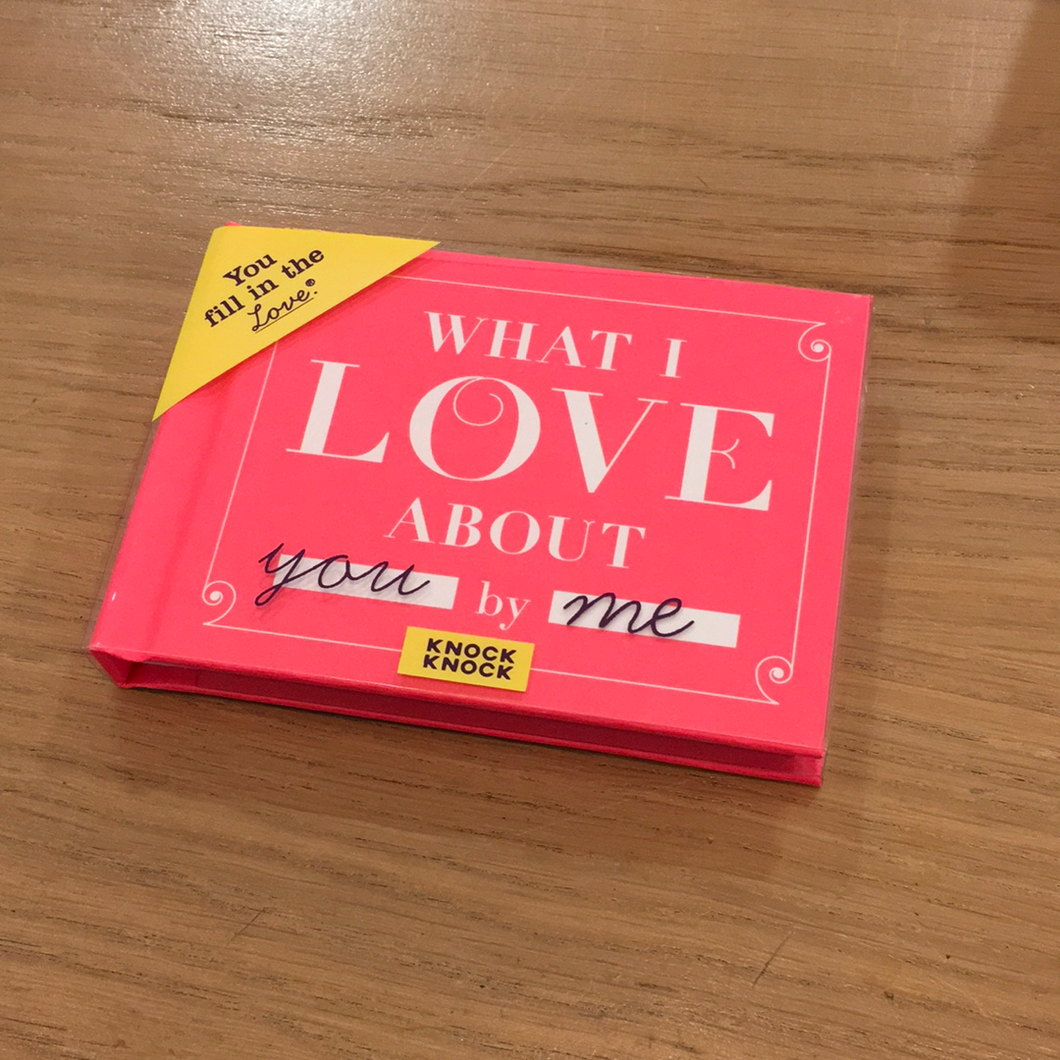 You
fill in the
Love.®
WHAT I
LOVE
ABOUT
you by me
KNOCK
KNOCK